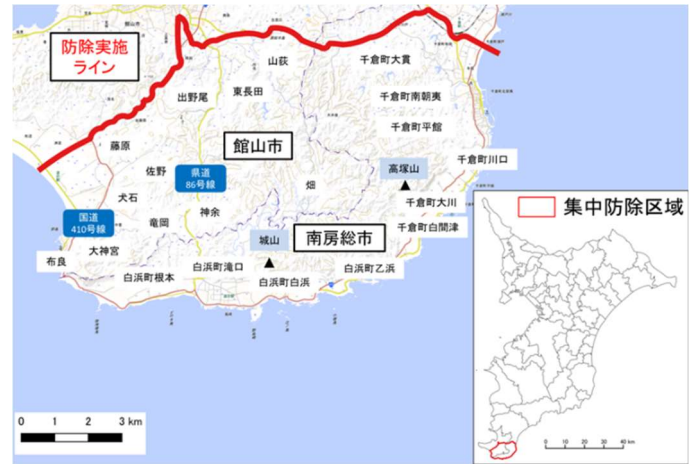 防除実施
ライン
山荻
千倉町大貫
出野尾
東長田
千倉町南朝夷
千倉町平館
藤原
館山市
千倉町川口
佐野
県道
86号線
畑
高塚山
犬石
神余
千倉町大川
国道
410号線
竜岡
城山
南房総市
千倉町白間津
大神宮
布良
白浜町滝口
白浜町乙浜
白浜町根本
白浜町白浜
集中防除区域
0 1 2 3 km
0 10 20 30 40 km